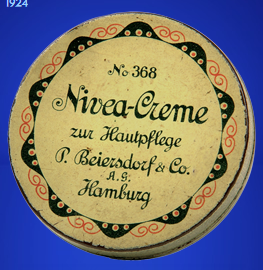 1924
No 368
Nivea-Creme
zur Hautpflege
P. Beiersdorf & Co.
A. G.
Hamburg